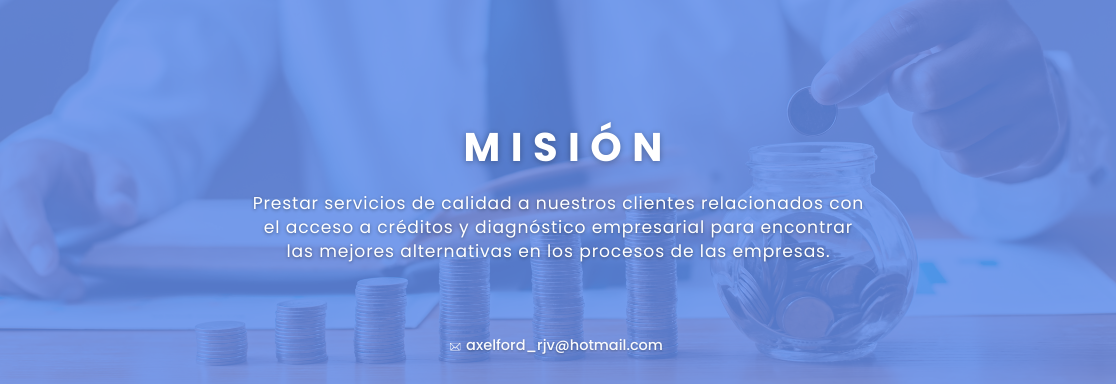 MISIÓN
Prestar servicios de calidad a nuestros clientes relacionados con
el acceso a créditos y diagnóstico empresarial para encontrar
las mejores alternativas en los procesos de las empresas.
✉ axelford_rjv@hotmail.com